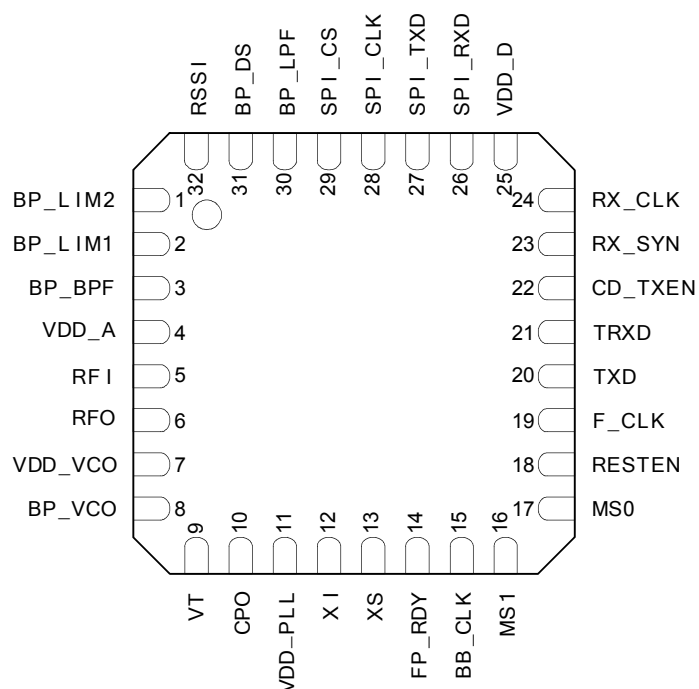 RSSI
BP_DS
BP_LPF
SPI_CS
SPI_CLK
SPI_TXD
SPI_RXD
VDD_D
32
31
30
29
28
27
26
25
BP_LIM2 1
BP_LIM1 2
BP_BPF 3
VDD_A 4
RFI 5
RFO 6
VDD_VCO 7
BP_VCO 8
24 RX_CLK
23 RX_SYN
22 CD_TXEN
21 TRXD
20 TXD
19 F_CLK
18 RESTEN
17 MS0
9
10
11
12
13
14
15
16
VT
CPO
VDD_PLL
XI
XS
FP_RDY
BB_CLK
MS1